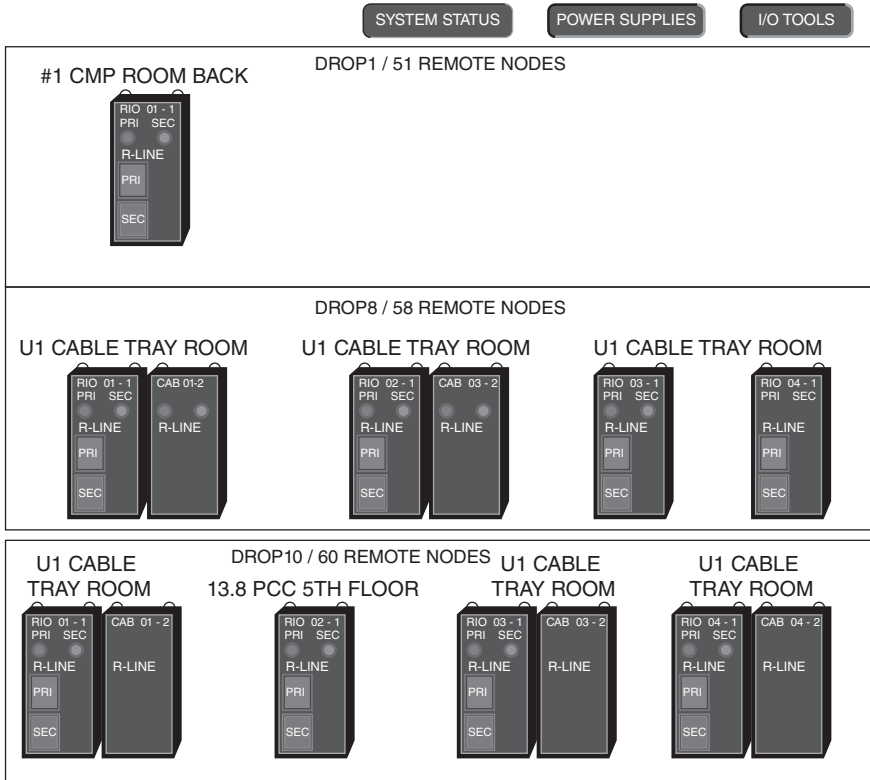 SYSTEM STATUS
POWER SUPPLIES
I/O TOOLS
DROP1 / 51 REMOTE NODES
#1 CMP ROOM BACK
RIO 01 - 1
PRI SEC
R-LINE
PRI
SEC
DROP8 / 58 REMOTE NODES
U1 CABLE TRAY ROOM
RIO 01 - 1
PRI SEC
R-LINE
PRI
SEC
CAB 01-2
R-LINE
U1 CABLE TRAY ROOM
RIO 02 - 1
PRI SEC
R-LINE
PRI
SEC
CAB 03 - 2
R-LINE
U1 CABLE TRAY ROOM
RIO 03 - 1
PRI SEC
R-LINE
PRI
SEC
RIO 04 - 1
PRI SEC
R-LINE
PRI
SEC
DROP10 / 60 REMOTE NODES
U1 CABLE
TRAY ROOM
RIO 01 - 1
PRI SEC
R-LINE
PRI
SEC
CAB 01 - 2
R-LINE
13.8 PCC 5TH FLOOR
RIO 02 - 1
PRI SEC
R-LINE
PRI
SEC
U1 CABLE
TRAY ROOM
RIO 03 - 1
PRI SEC
R-LINE
PRI
SEC
CAB 03 - 2
R-LINE
U1 CABLE
TRAY ROOM
RIO 04 - 1
PRI SEC
R-LINE
PRI
SEC
CAB 04 - 2
R-LINE